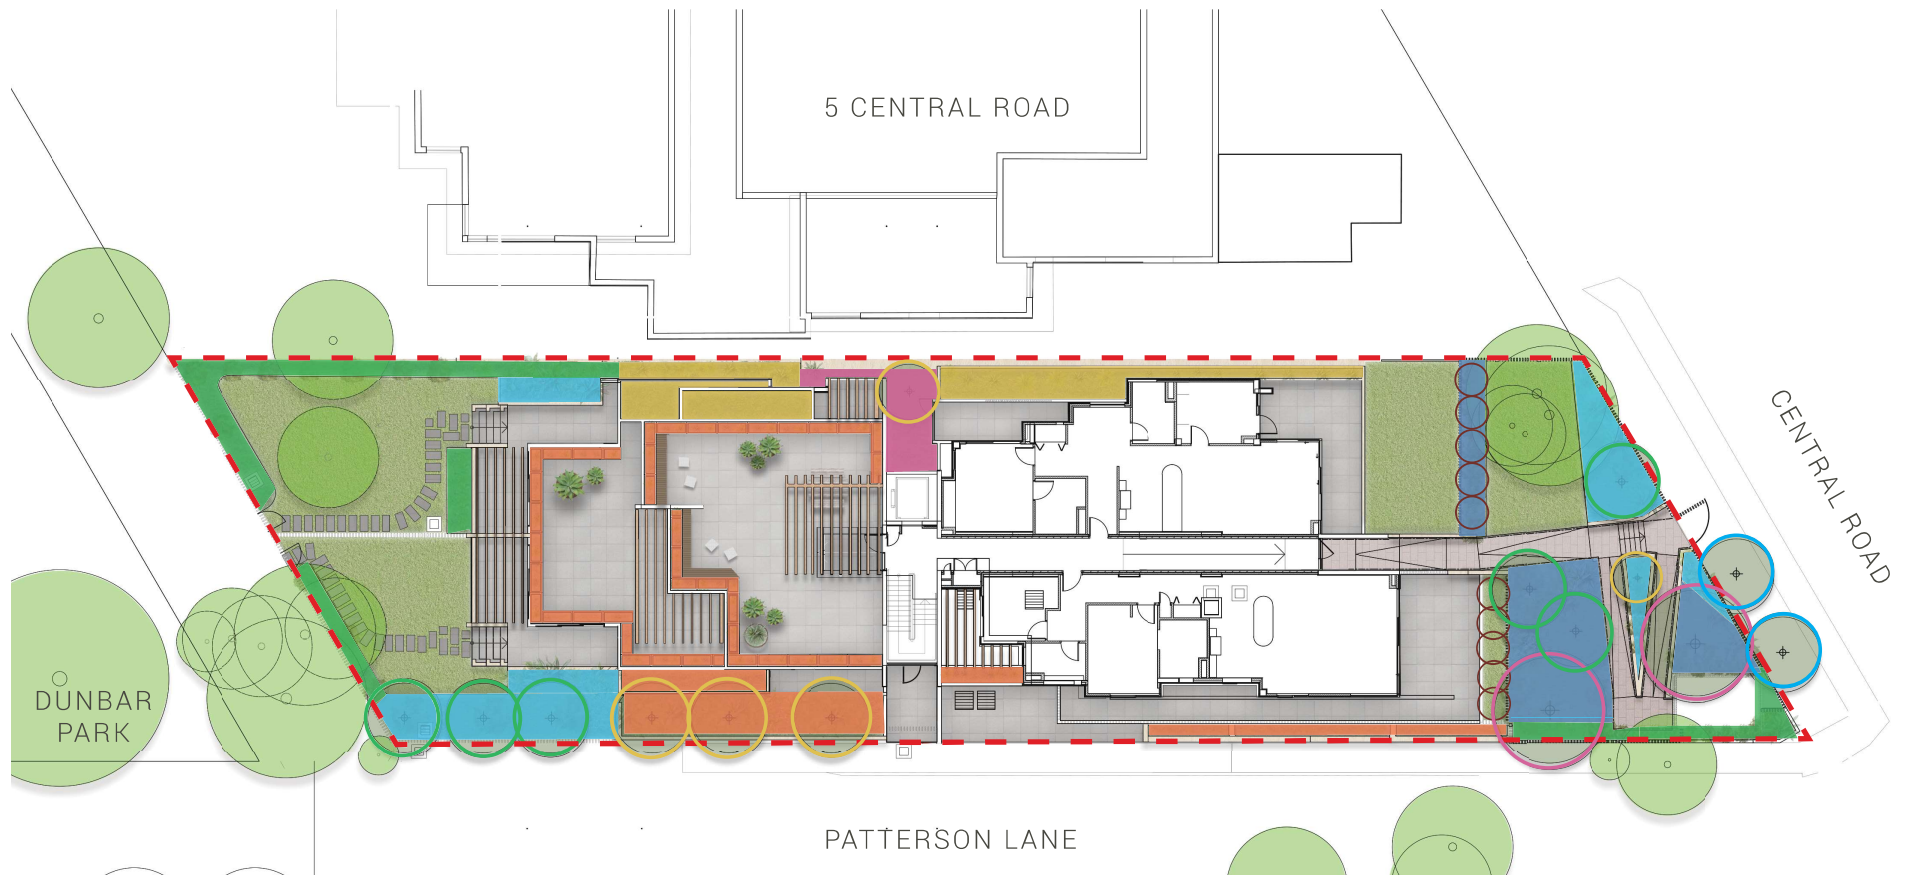 5 CENTRAL ROAD
CENTRAL ROAD
DUNBAR
PARK
PATTERSON LANE